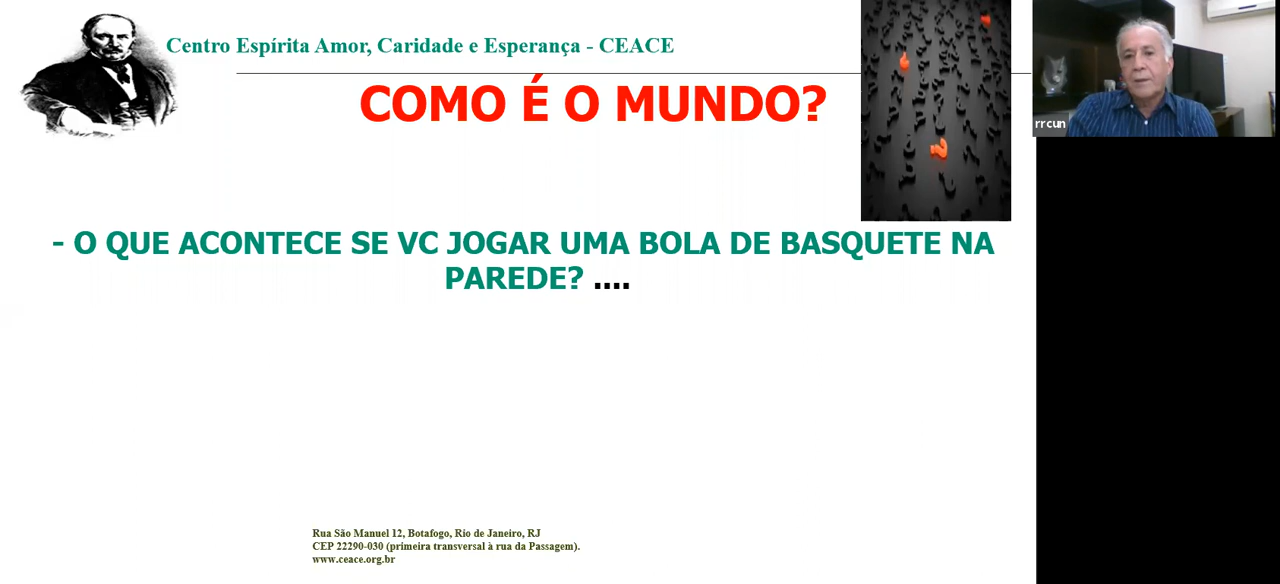 Centro Espírita Amor, Caridade e Esperança - CEACE
COMO É O MUNDO?
rrcun
- O QUE ACONTECE SE VC JOGAR UMA BOLA DE BASQUETE NA
PAREDE? ....
Rua São Manuel 12, Botafogo, Rio de Janeiro, RJ
CEP 22290-030 (primeira transversal à rua da Passagem).
www.ceace.org.br